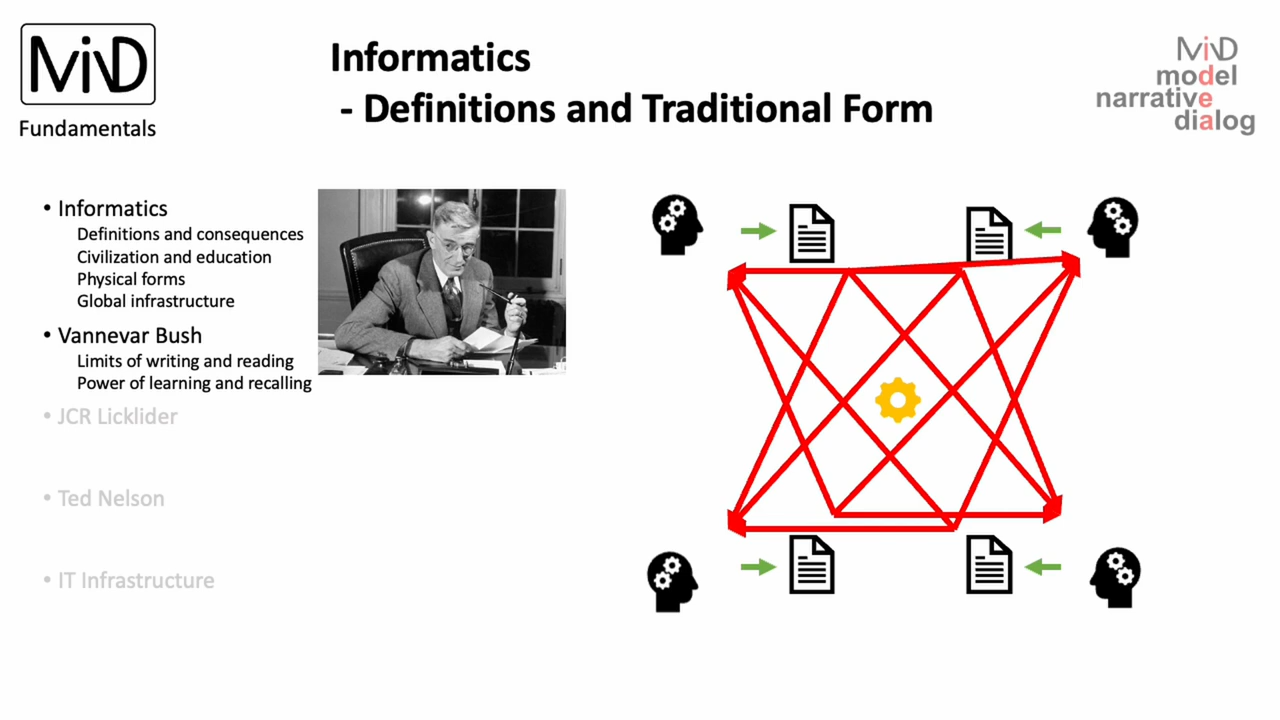 MiND
Fundamentals
Informatics
- Definitions and Traditional Form
MiND
model
narrative
dialog
• Informatics
Definitions and consequences
Civilization and education
Physical forms
Global infrastructure
• Vannevar Bush
Limits of writing and reading
Power of learning and recalling
• JCR Licklider
• Ted Nelson
• IT Infrastructure